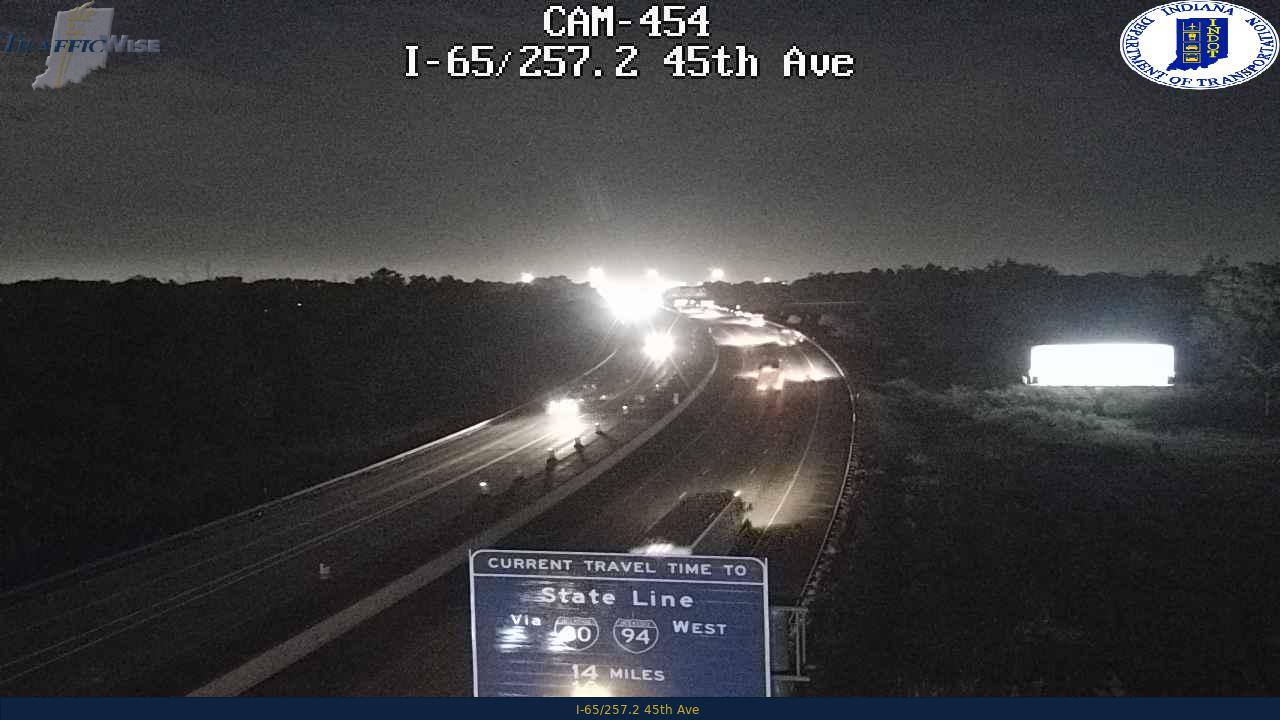 CAM-454
I-65/257.2 45th Ave
TRAFFICWISE
INDIANA
DEPARTMENT OF TRANSPORTATION
INDOT
CURRENT TRAVEL TIME TO
State Line
Via 80 94 WEST
14 MILES
I-65/257.2 45th Ave